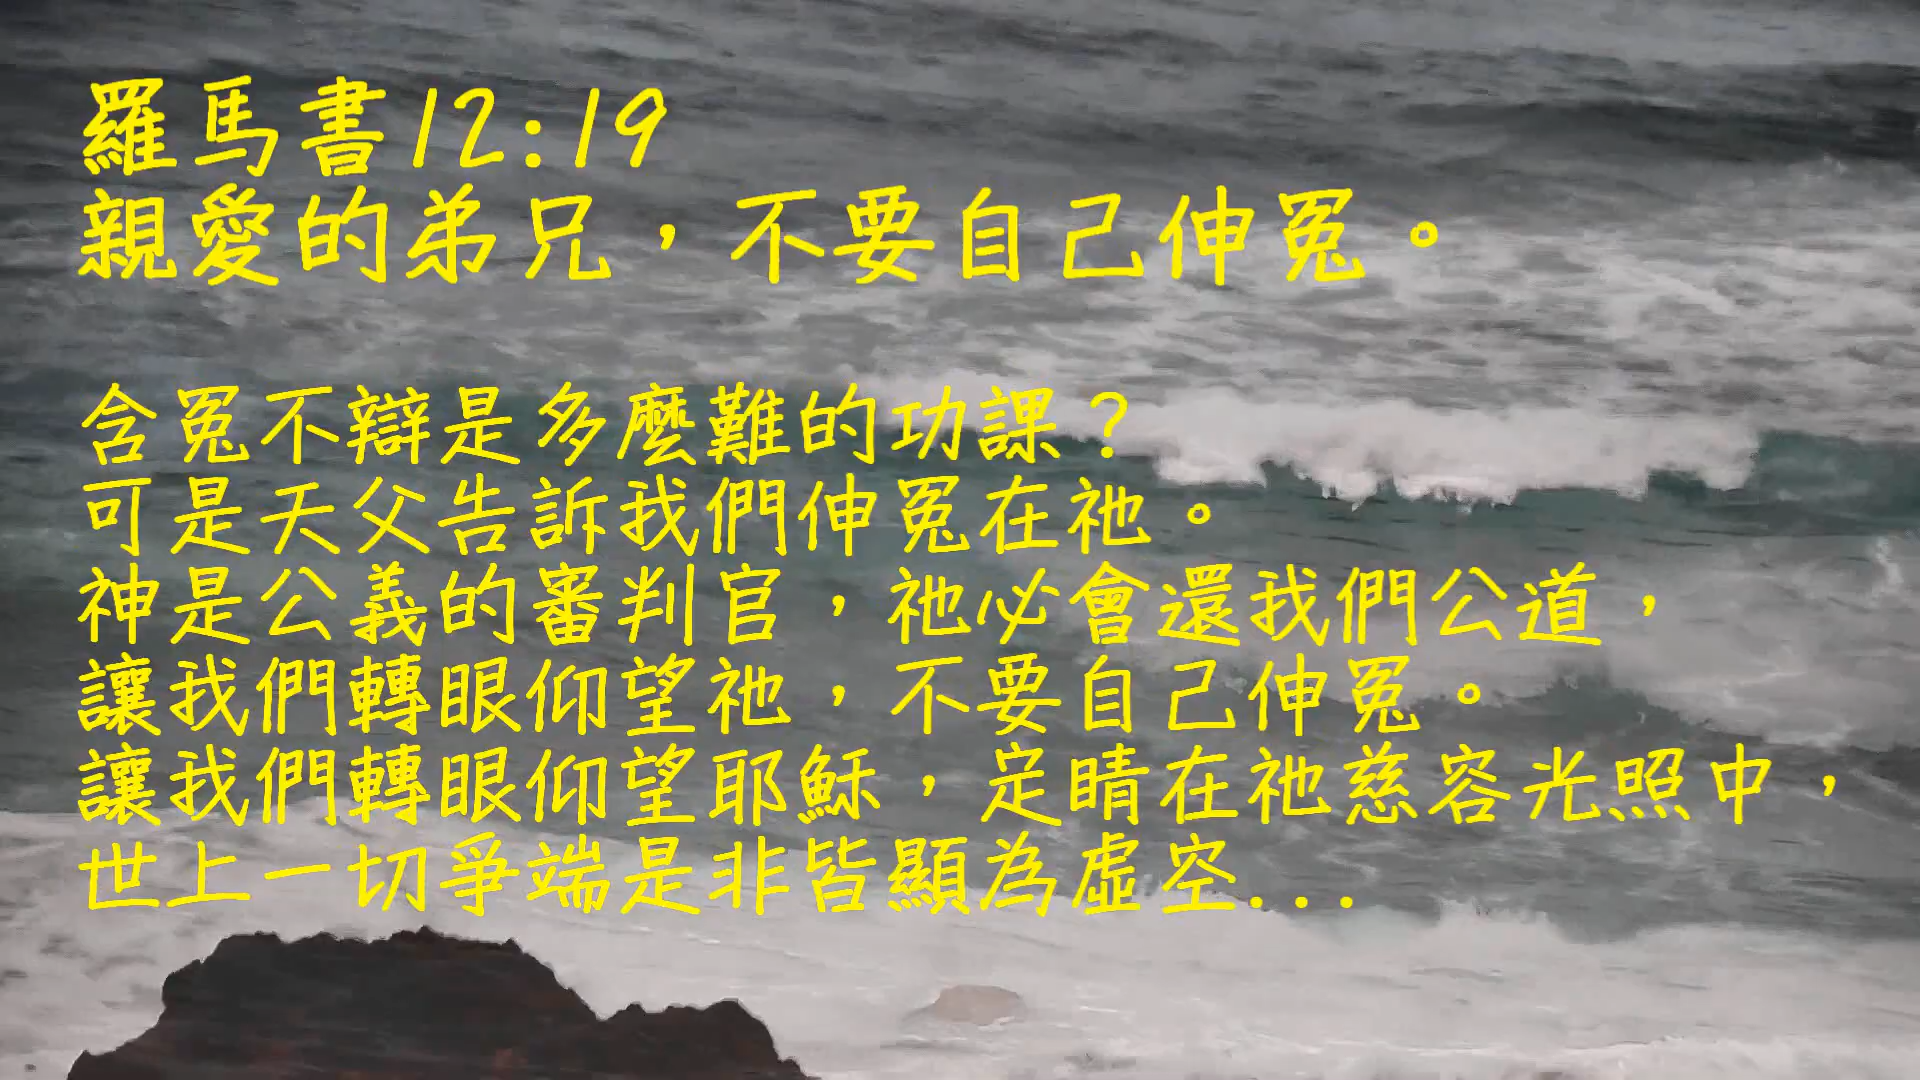 羅馬書12:19
親愛的弟兄，不要自己伸冤。
含冤不辯是多麼難的功課？
可是天父告訴我們伸冤在祂。
神是公義的審判官，祂必會還我們公道，
讓我們轉眼仰望祂，不要自己伸冤。
讓我們轉眼仰望耶穌，定睛在祂慈容光照中，
世上一切爭端是非皆顯為虛空...